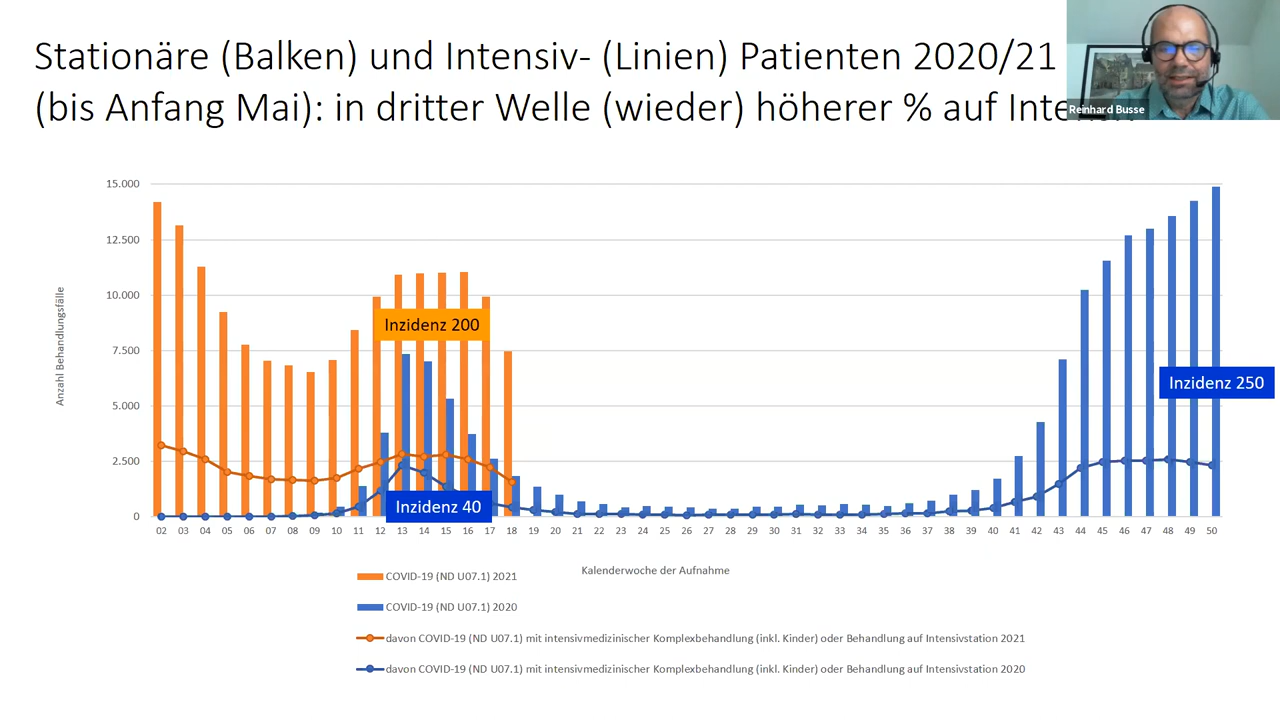 Stationäre (Balken) und Intensiv- (Linien) Patienten 2020/21
(bis Anfang Mai): in dritter Welle (wieder) höherer % auf
Reinhard Busse
15.000
12.500
10.000
7.500
5.000
2.500
0
Anzahl Behandlungsfälle
Inzidenz 200
Inzidenz 40
Inzidenz 250
02 03 04 05 06 07 08 09 10 11 12 13 14 15 16 17 18 19 20 21 22 23 24 25 26 27 28 29 30 31 32 33 34 35 36 37 38 39 40 41 42 43 44 45 46 47 48 49 50
Kalenderwoche der Aufnahme
COVID-19 (ND U07.1) 2021
COVID-19 (ND U07.1) 2020
davon COVID-19 (ND U07.1) mit intensivmedizinischer Komplexbehandlung (inkl. Kinder) oder Behandlung auf Intensivstation 2021
davon COVID-19 (ND U07.1) mit intensivmedizinischer Komplexbehandlung (inkl. Kinder) oder Behandlung auf Intensivstation 2020